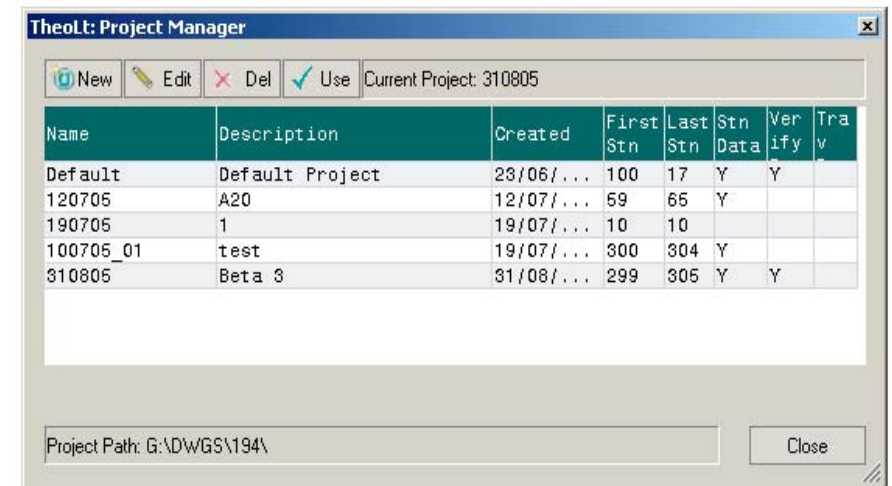 TheoLt: Project Manager
New Edit Del Use Current Project: 310805
Name Description Created First Stn Last Stn Stn Data Ver ify Tra v
Default Default Project 23/06/... 100 17 Y Y
120705 A20 12/07/... 59 65 Y
190705 1 19/07/... 10 10
100705_01 test 19/07/... 300 304 Y
310805 Beta 3 31/08/... 299 305 Y Y
Project Path: G:\DWGS\194\ Close